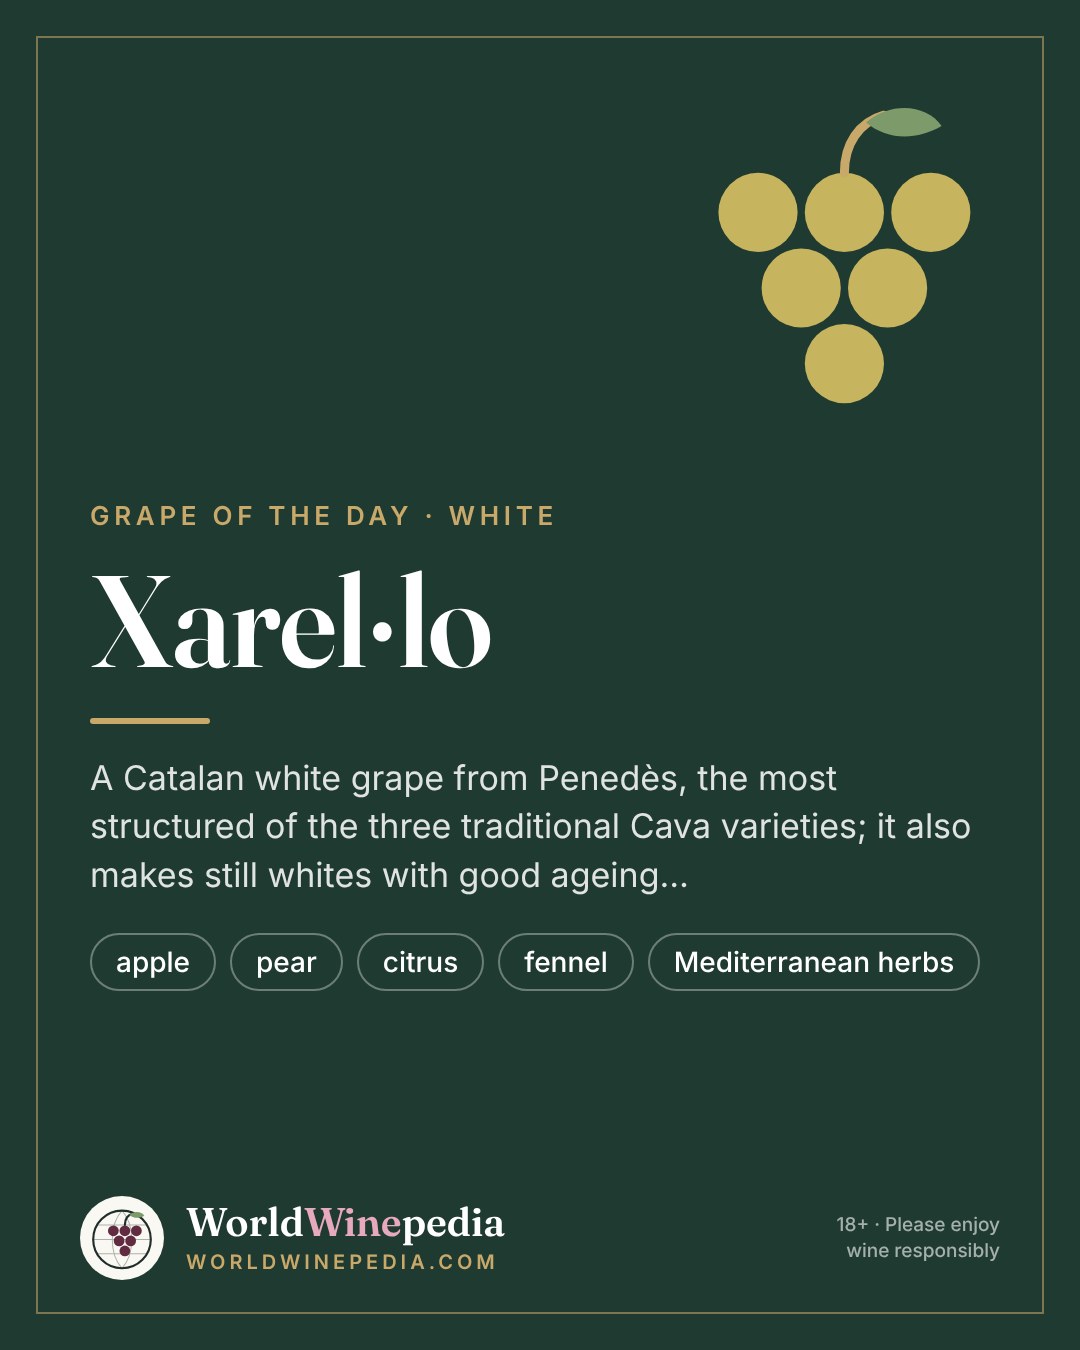 GRAPE OF THE DAY · WHITE
Xarel·lo
A Catalan white grape from Penedès, the most
structured of the three traditional Cava varieties; it also
makes still whites with good ageing...
apple pear citrus fennel Mediterranean herbs
WorldWinepedia
WORLDWINEPEDIA.COM
18+ · Please enjoy
wine responsibly